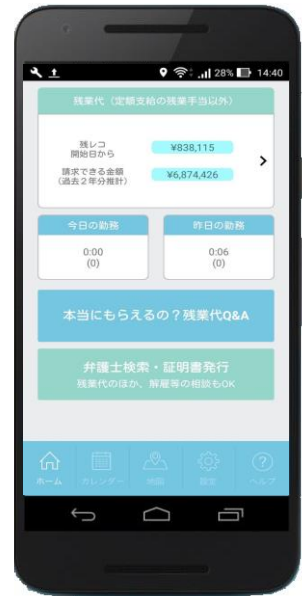 28% 14:40
残業代（定額支給の残業手当以外）
残レコ
開始日から
¥838,115
請求できる金額
(過去2年分推計)
¥6,874,426
今日の勤務
昨日の勤務
0:00
(0)
0:06
(0)
本当にもらえるの？残業代Q&A
弁護士検索・証明書発行
残業代のほか、解雇等の相談もOK
ホーム カレンダー 地図 設定 ヘルプ